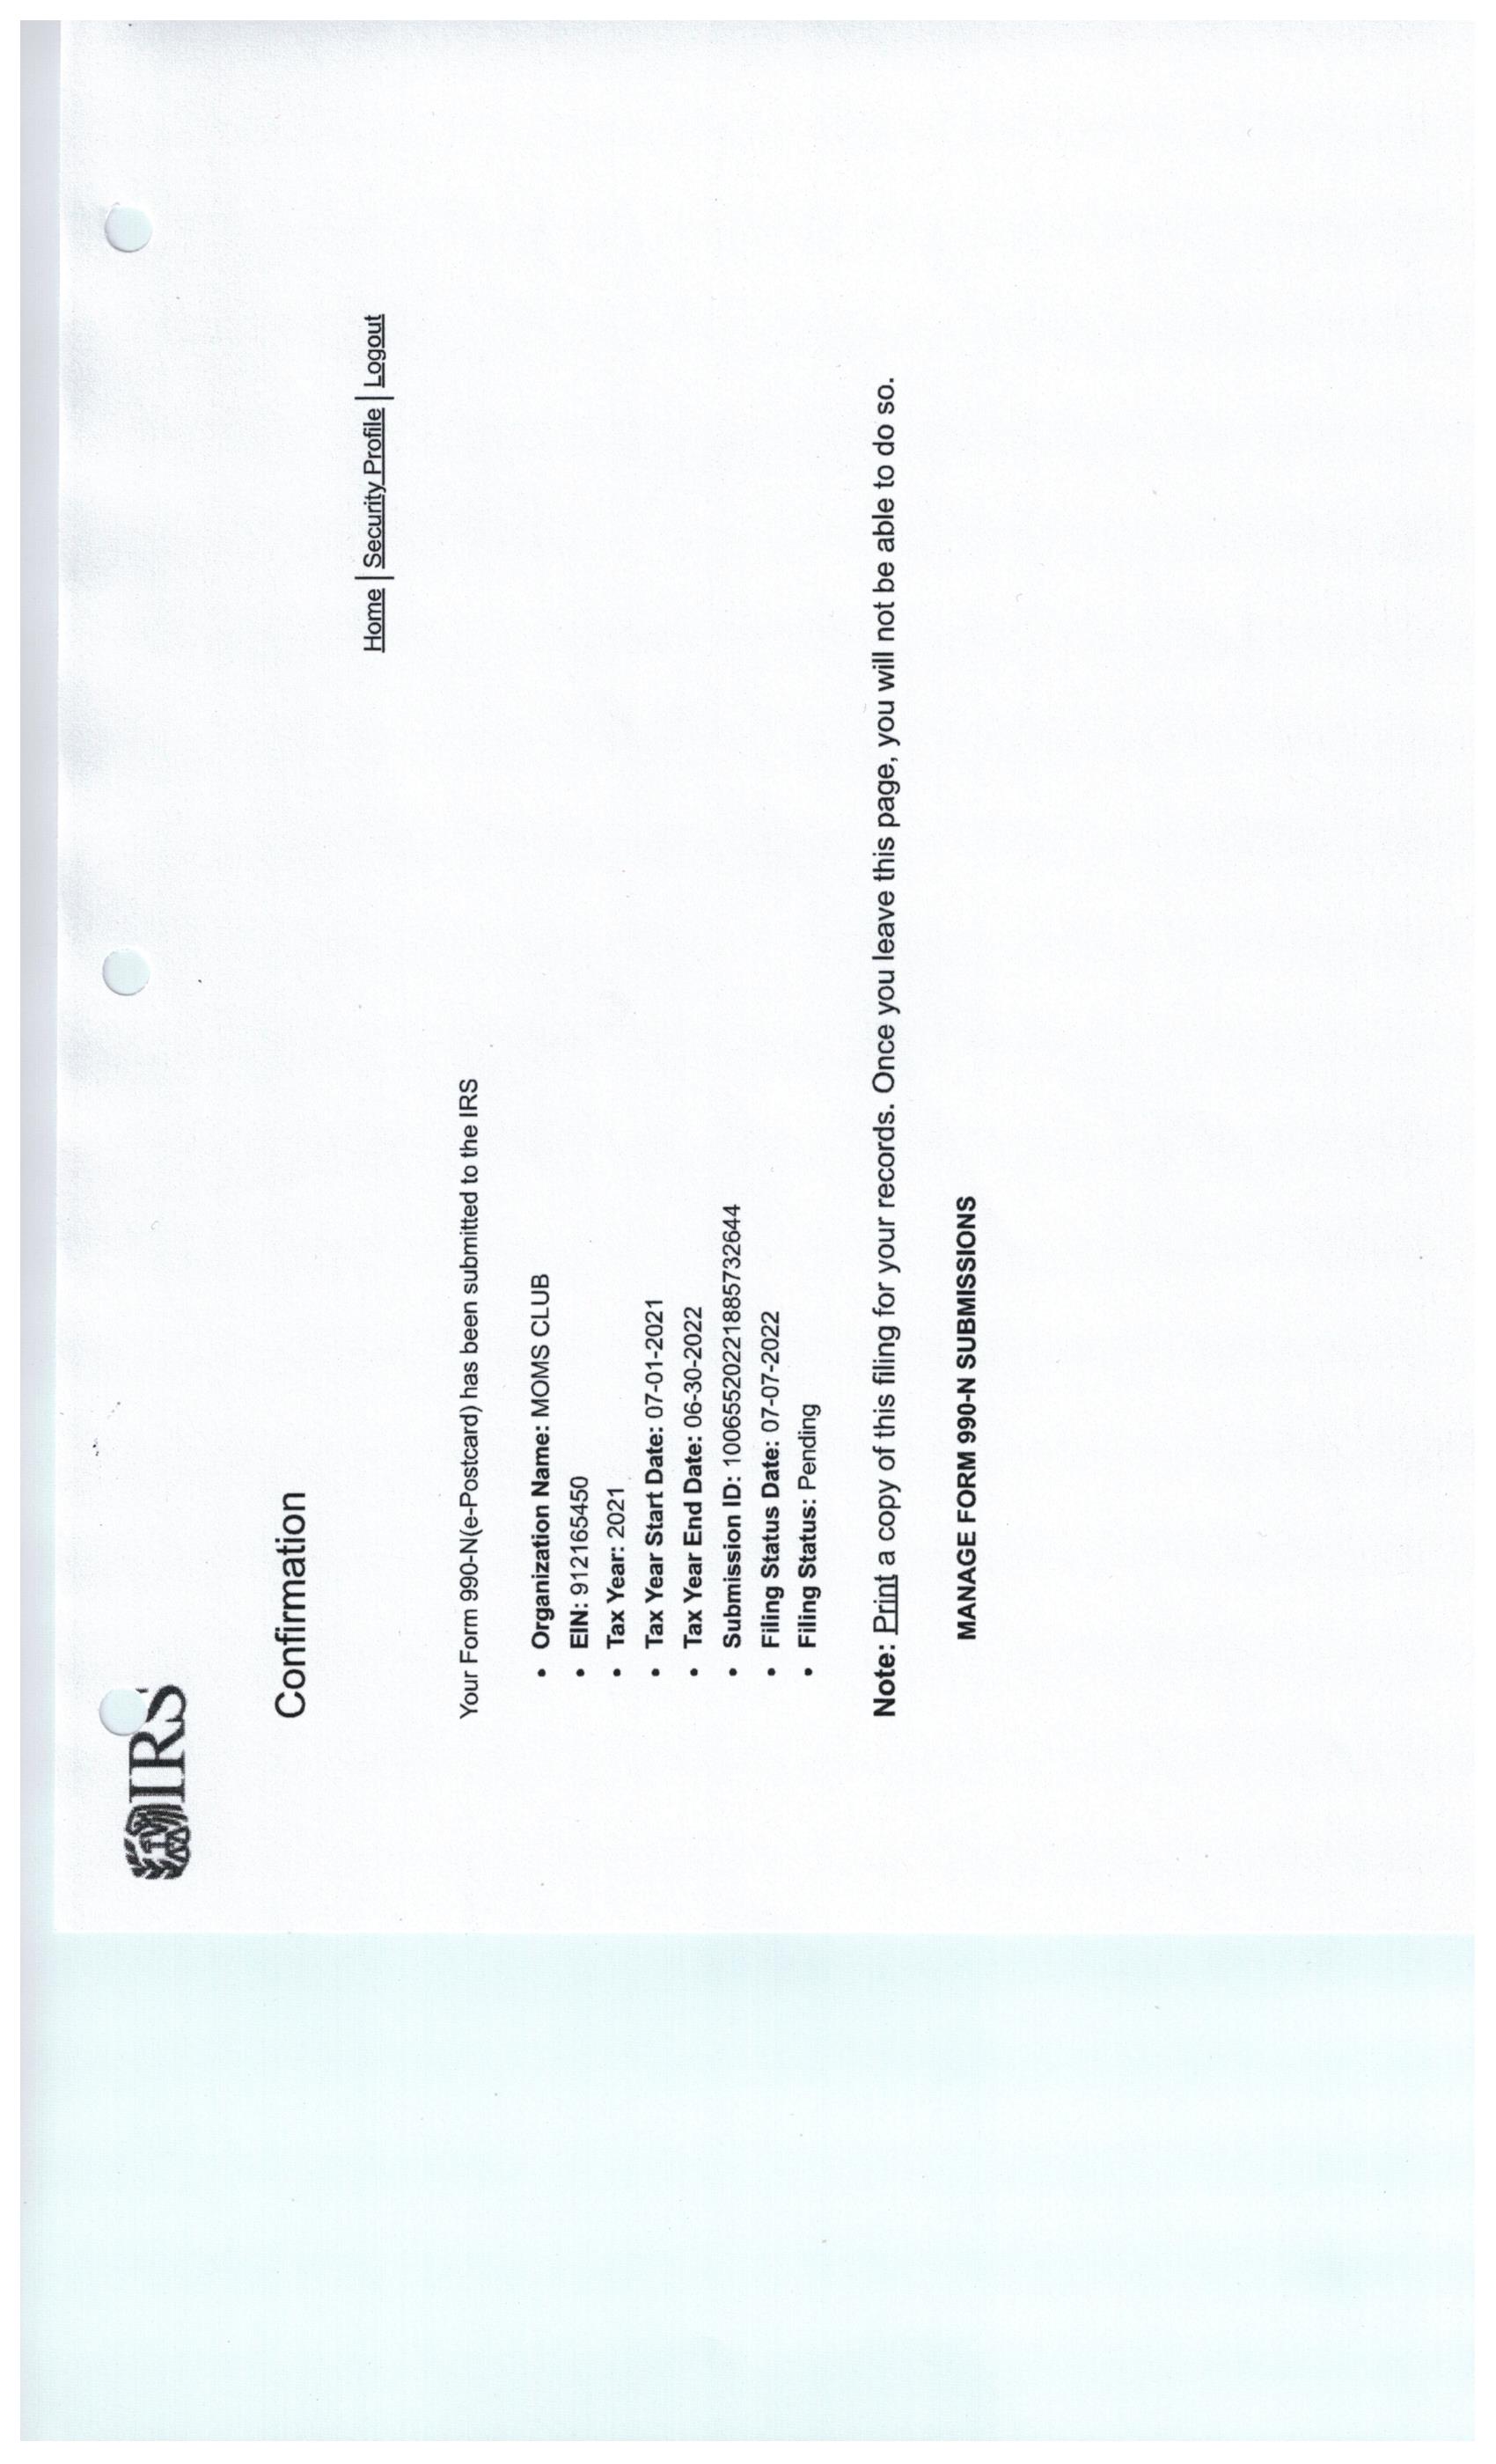 IRS
Confirmation
Home | Security Profile | Logout
Your Form 990-N(e-Postcard) has been submitted to the IRS
• Organization Name: MOMS CLUB
• EIN: 912165450
• Tax Year: 2021
• Tax Year Start Date: 07-01-2021
• Tax Year End Date: 06-30-2022
• Submission ID: 10065520221885732644
• Filing Status Date: 07-07-2022
• Filing Status: Pending
Note: Print a copy of this filing for your records. Once you leave this page, you will not be able to do so.
MANAGE FORM 990-N SUBMISSIONS